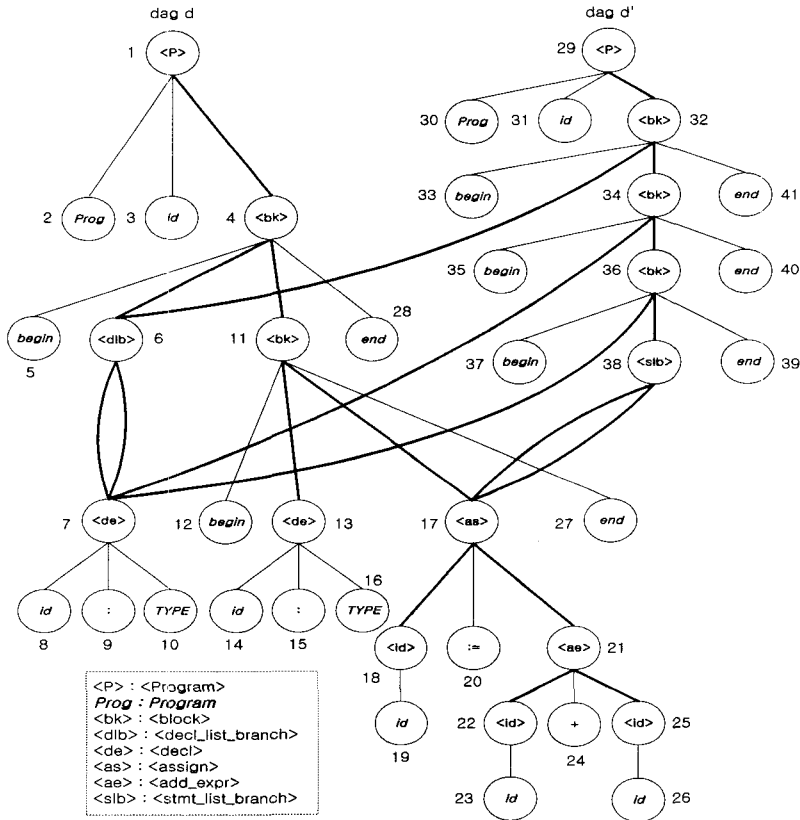 dag d dag d'
1 <P> 29 <P>
30 Prog 31 id <bk> 32
2 Prog 3 id 4 <bk> 33 begin 34 <bk> end 41
35 begin 36 <bk> end 40
28
begin <dlb> 6 11 <bk> end 37 begin 38 <slb> end 39
5
7 <de> 12 begin <de> 13 17 <as> 27 end
16
id : TYPE id : TYPE
8 9 10 14 15
<id> := <ae> 21
18 20
<P> : <Program>
Prog : Program
<bk> : <block>
<dlb> : <decl_list_branch>
<de> : <decl>
<as> : <assign>
<ae> : <add_expr>
<slb> : <stmt_list_branch>
id 22 <id> + <id> 25
19 24
23 id id 26